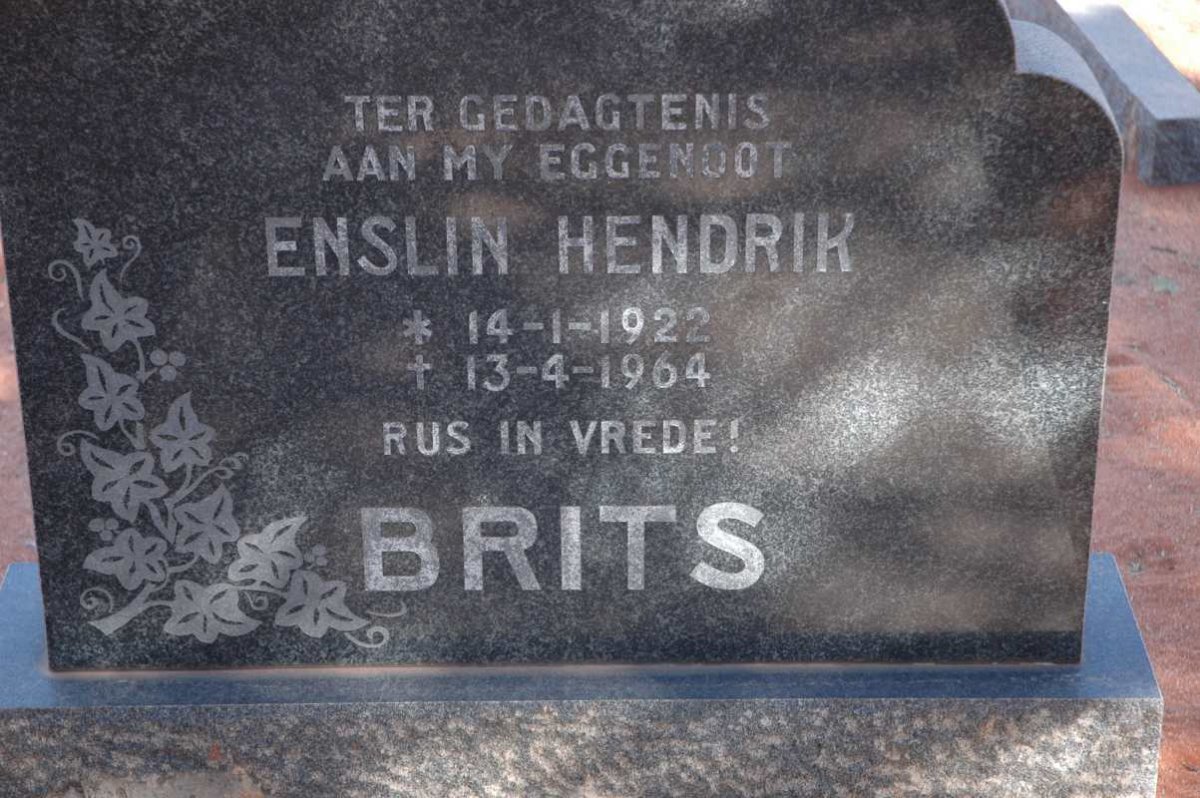 TER GEDAGTENIS
AAN MY EGGENOOT
ENSLIN HENDRIK
* 14-1-1922
† 13-4-1964
RUS IN VREDE!
BRITS